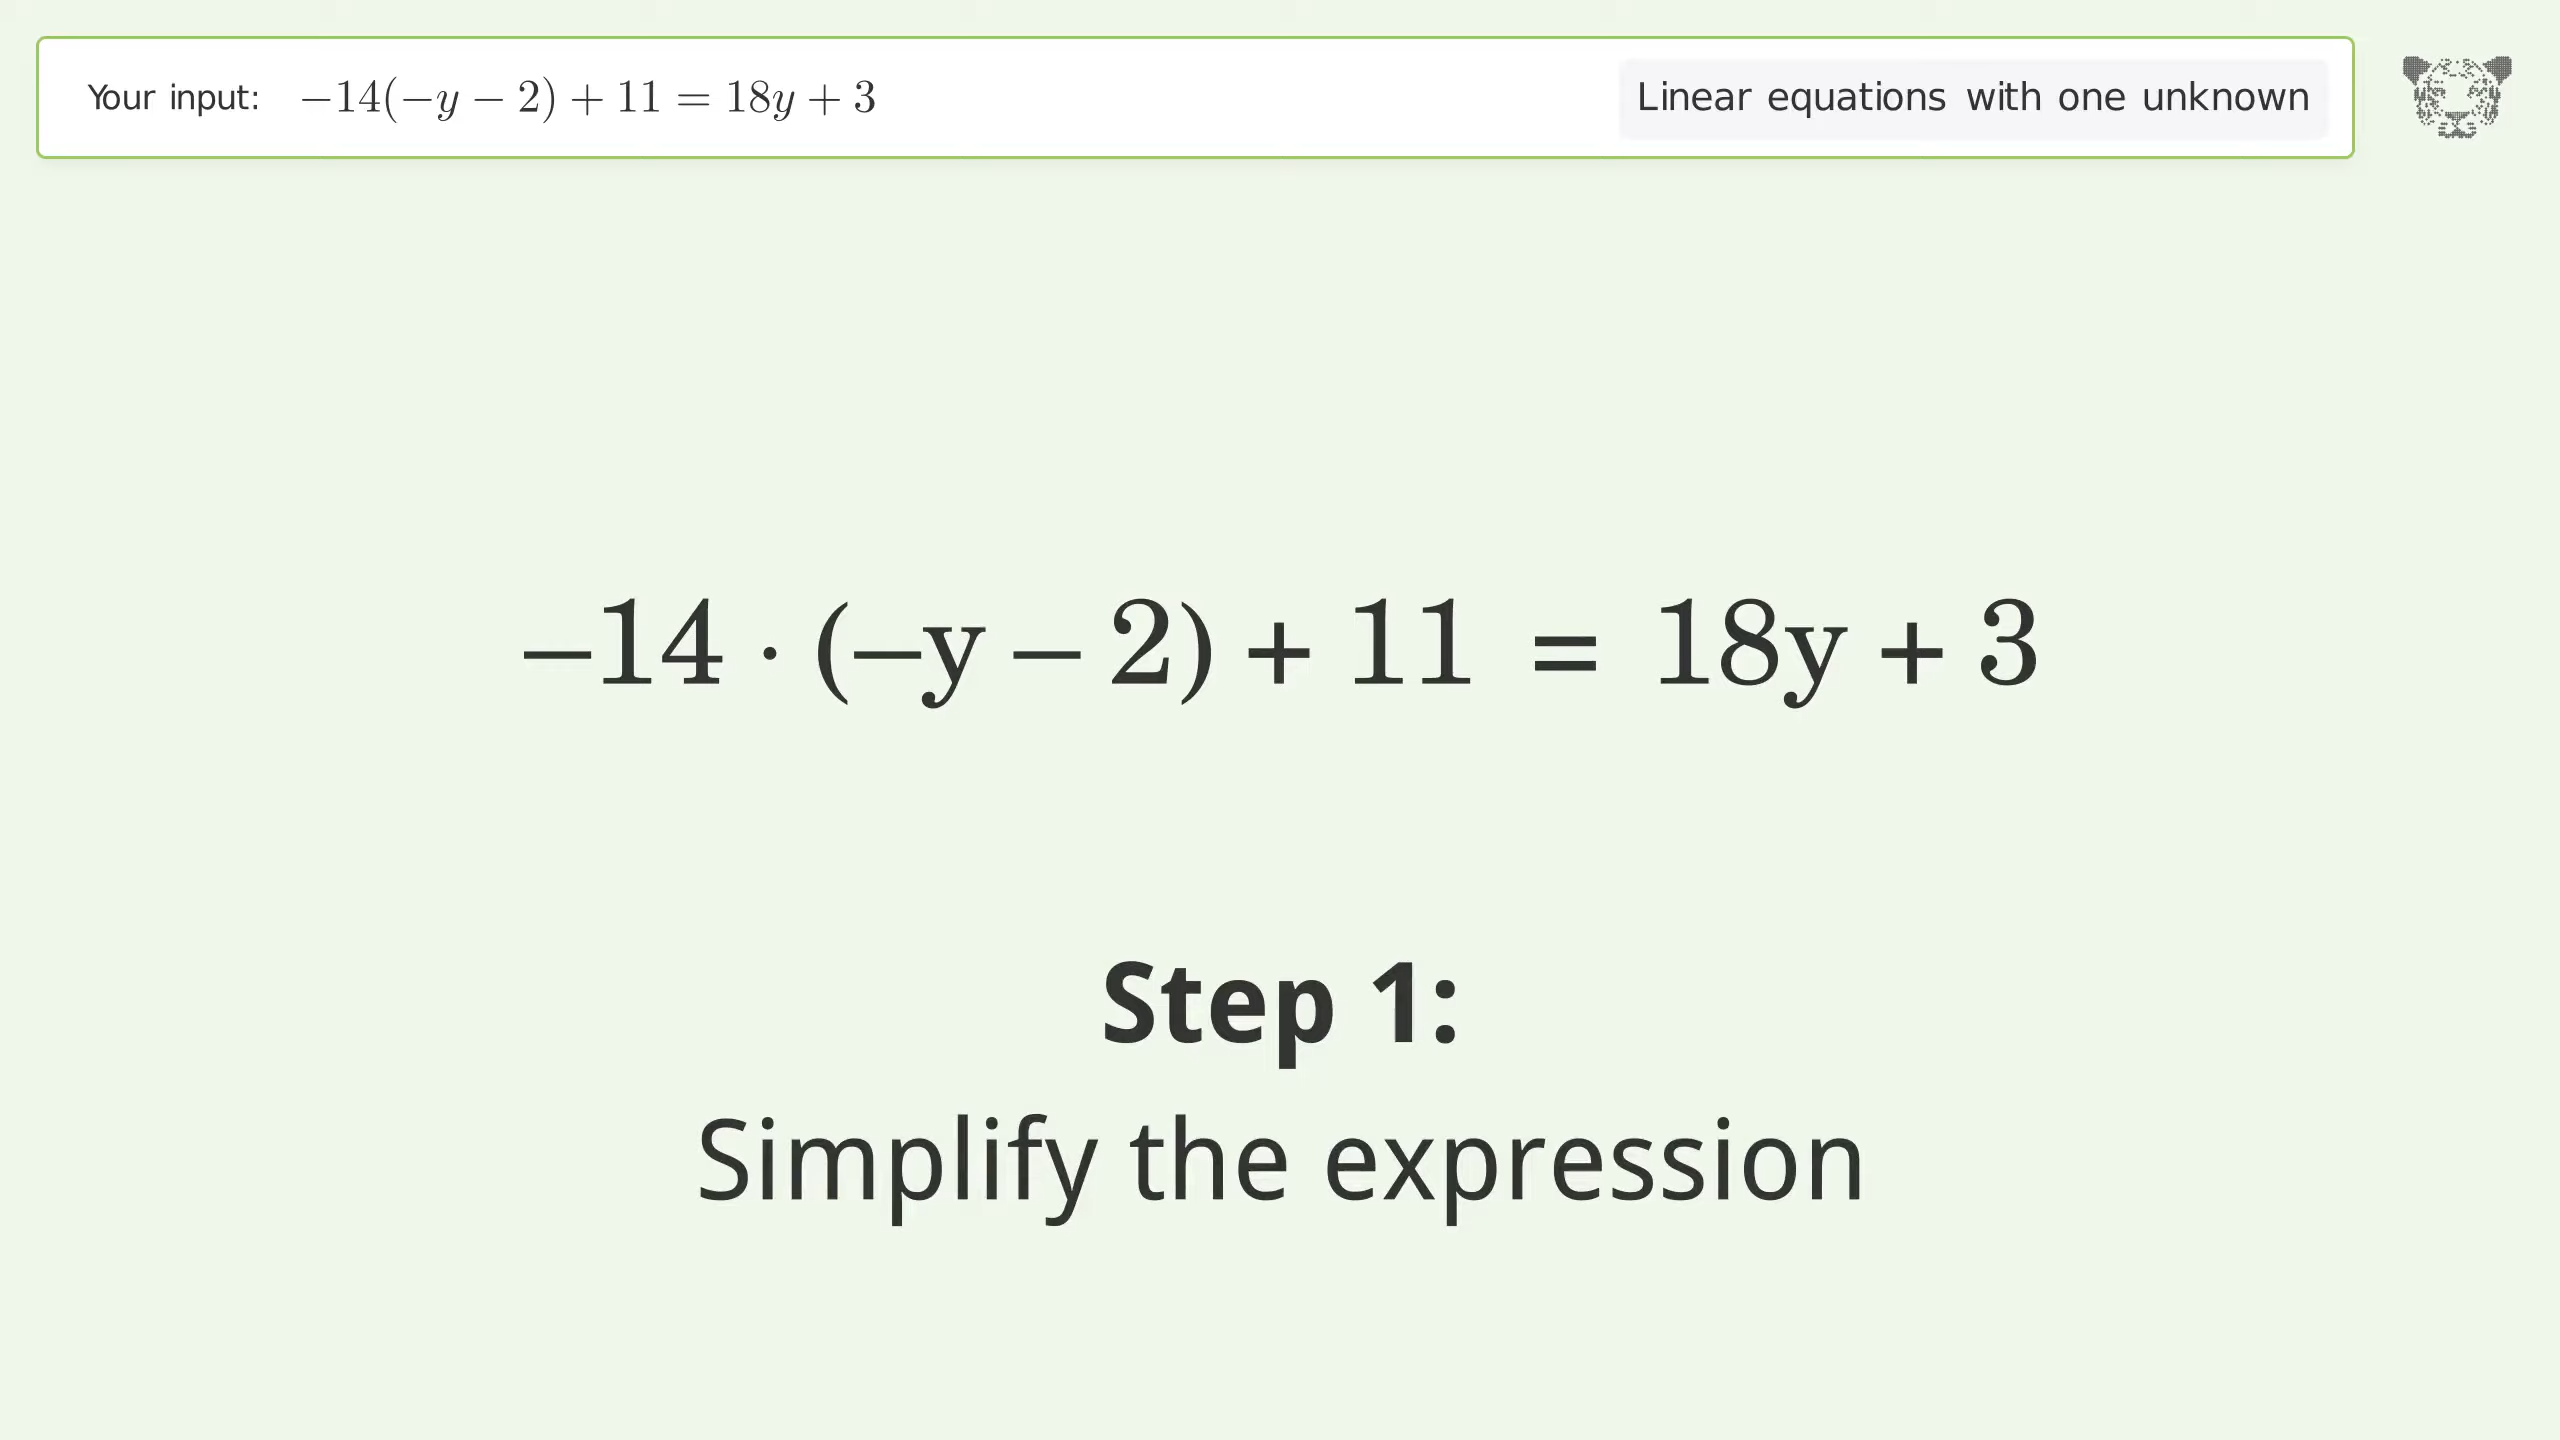 Your input: −14(−y − 2) + 11 = 18y + 3
Linear equations with one unknown
−14 · (−y − 2) + 11 = 18y + 3
Step 1:
Simplify the expression